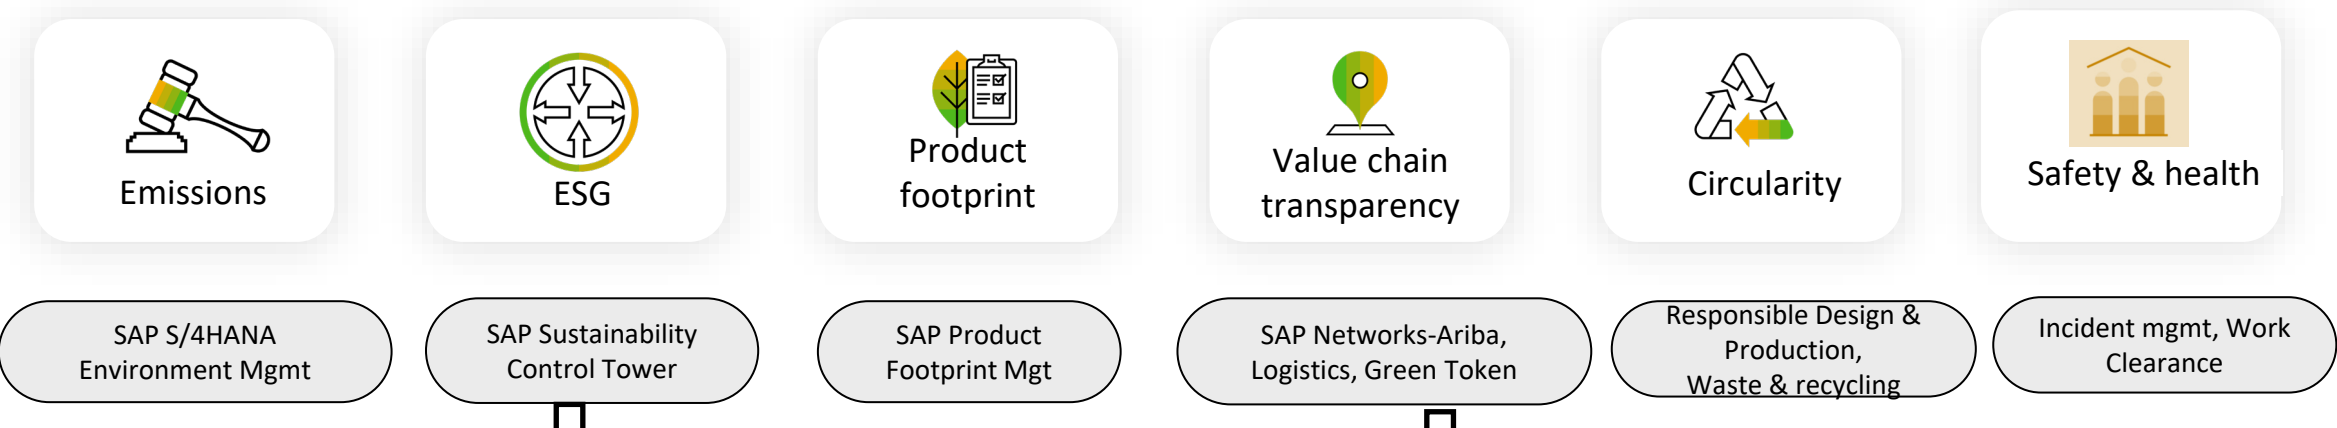 Emissions
ESG
Product
footprint
Value chain
transparency
Circularity
Safety & health
SAP S/4HANA
Environment Mgmt
SAP Sustainability
Control Tower
SAP Product
Footprint Mgt
SAP Networks-Ariba,
Logistics, Green Token
Responsible Design &
Production,
Waste & recycling
Incident mgmt, Work
Clearance